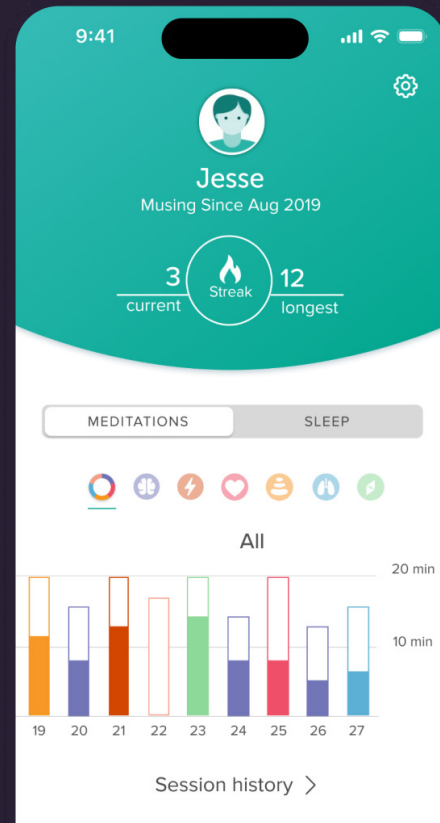 9:41
Jesse
Musing Since Aug 2019
3 Streak 12
current longest
MEDITATIONS SLEEP
All
20 min
10 min
19 20 21 22 23 24 25 26 27
Session history